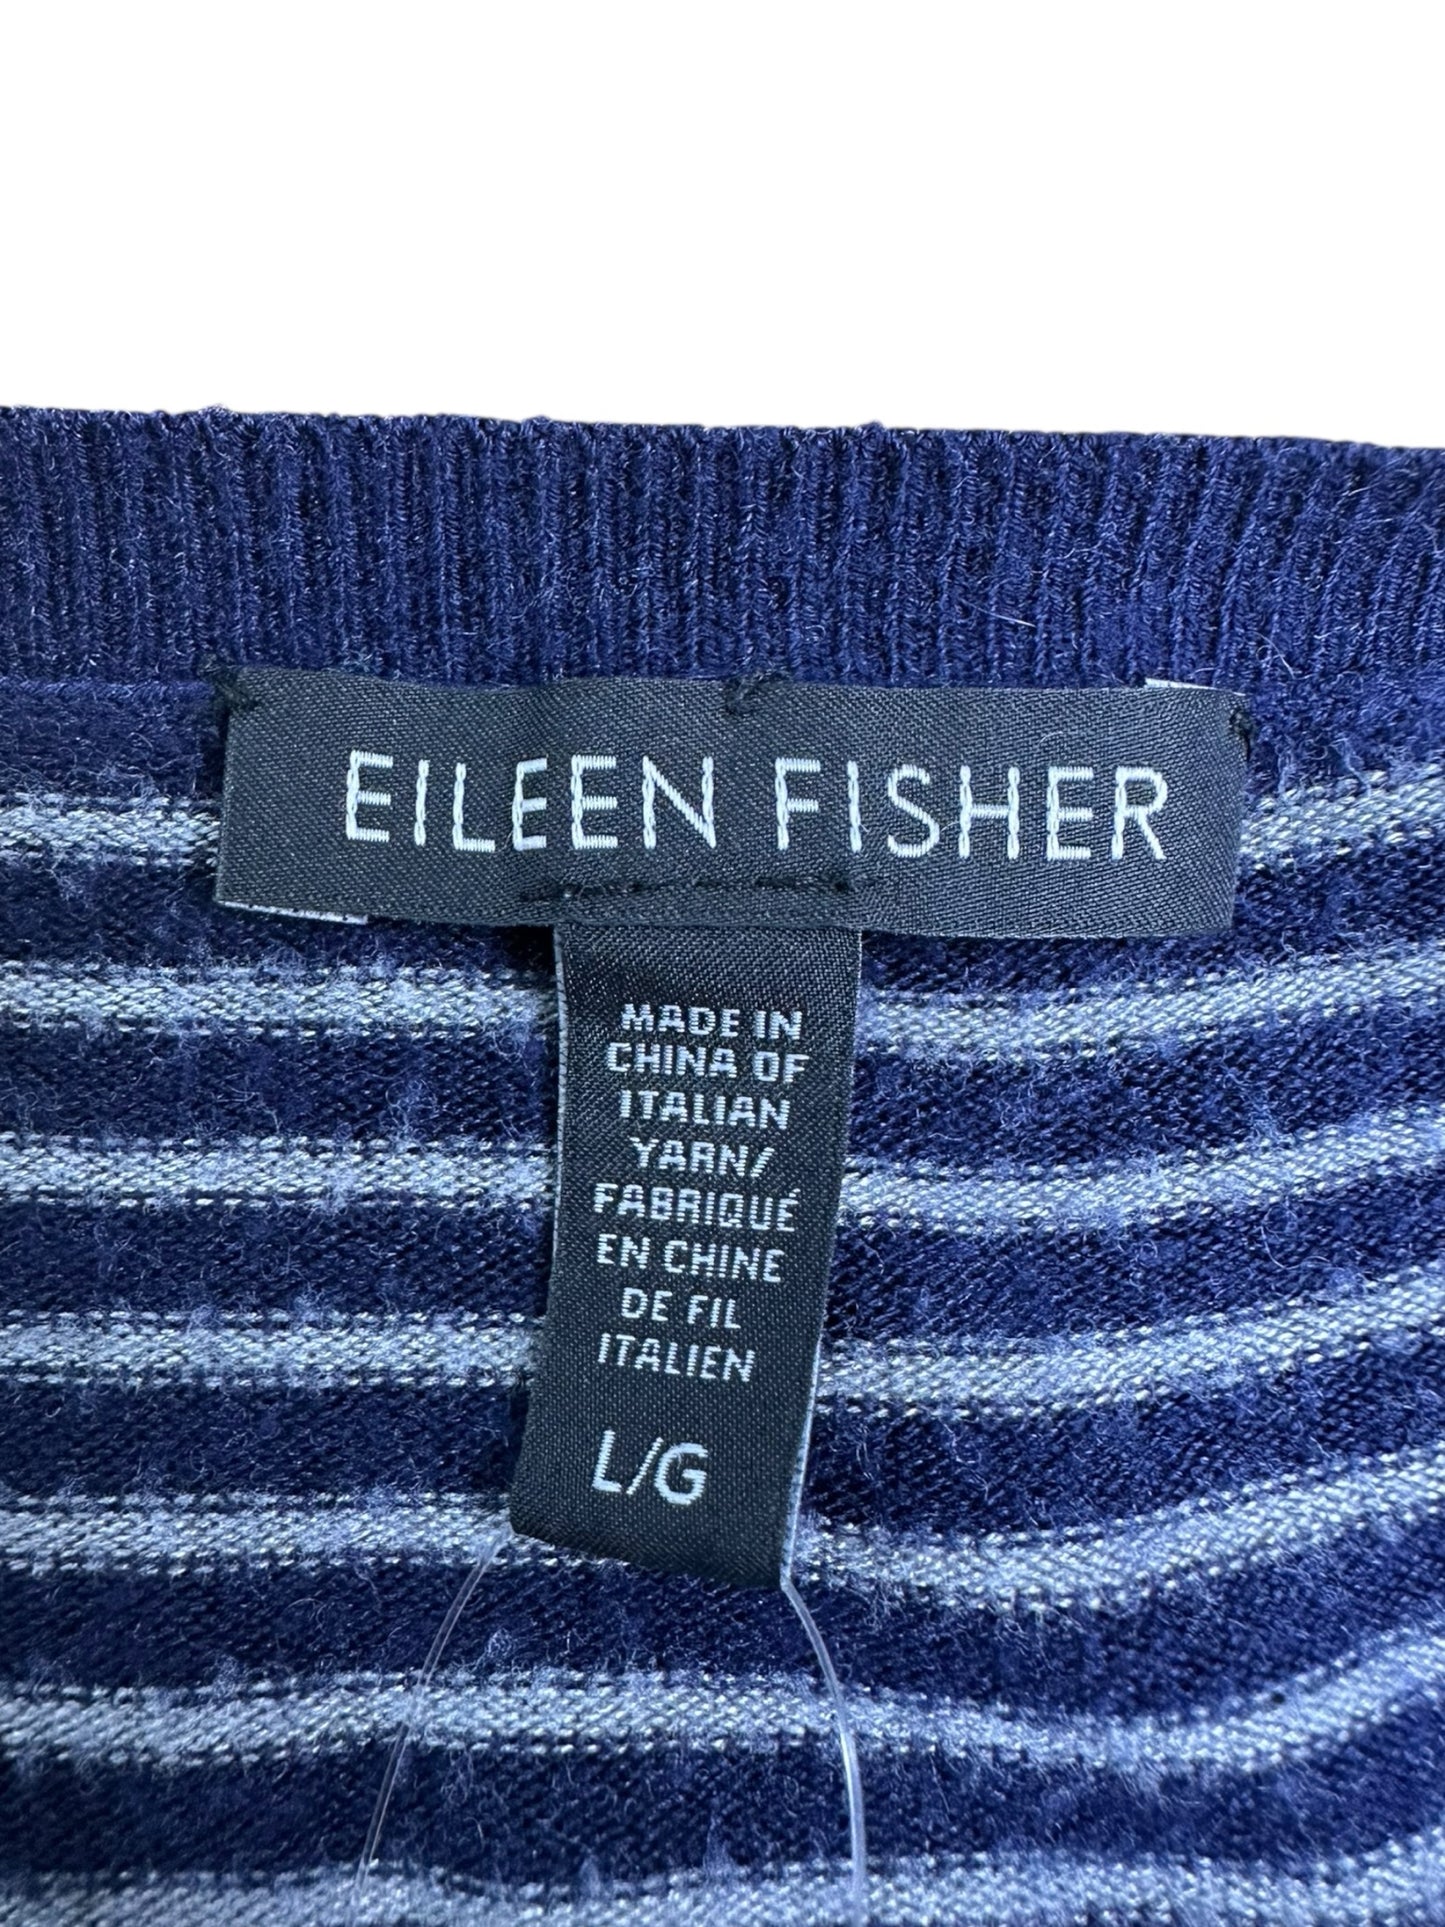 EILEEN FISHER
MADE IN
CHINA OF
ITALIAN
YARN/
FABRIQUÉ
EN CHINE
DE FIL
ITALIEN
L/G